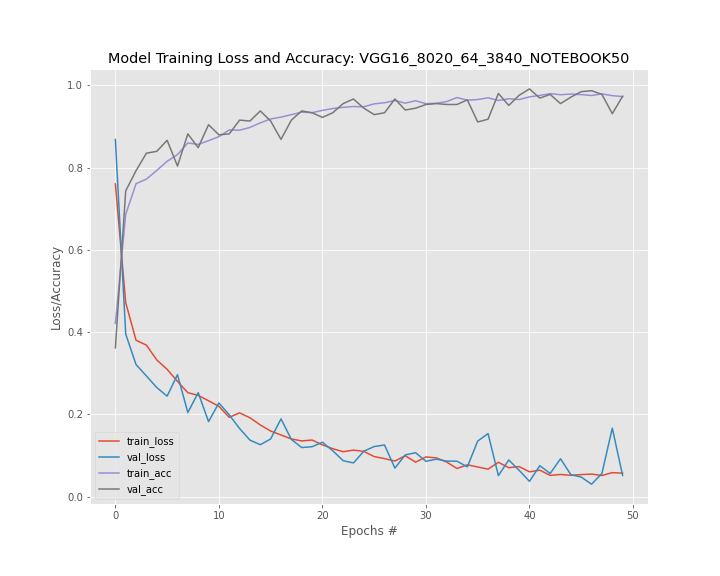 Model Training Loss and Accuracy: VGG16_8020_64_3840_NOTEBOOK50
1.0
0.8
0.6
0.4
0.2
0.0
Loss/Accuracy
train_loss
val_loss
train_acc
val_acc
0
10
20
30
40
50
Epochs #